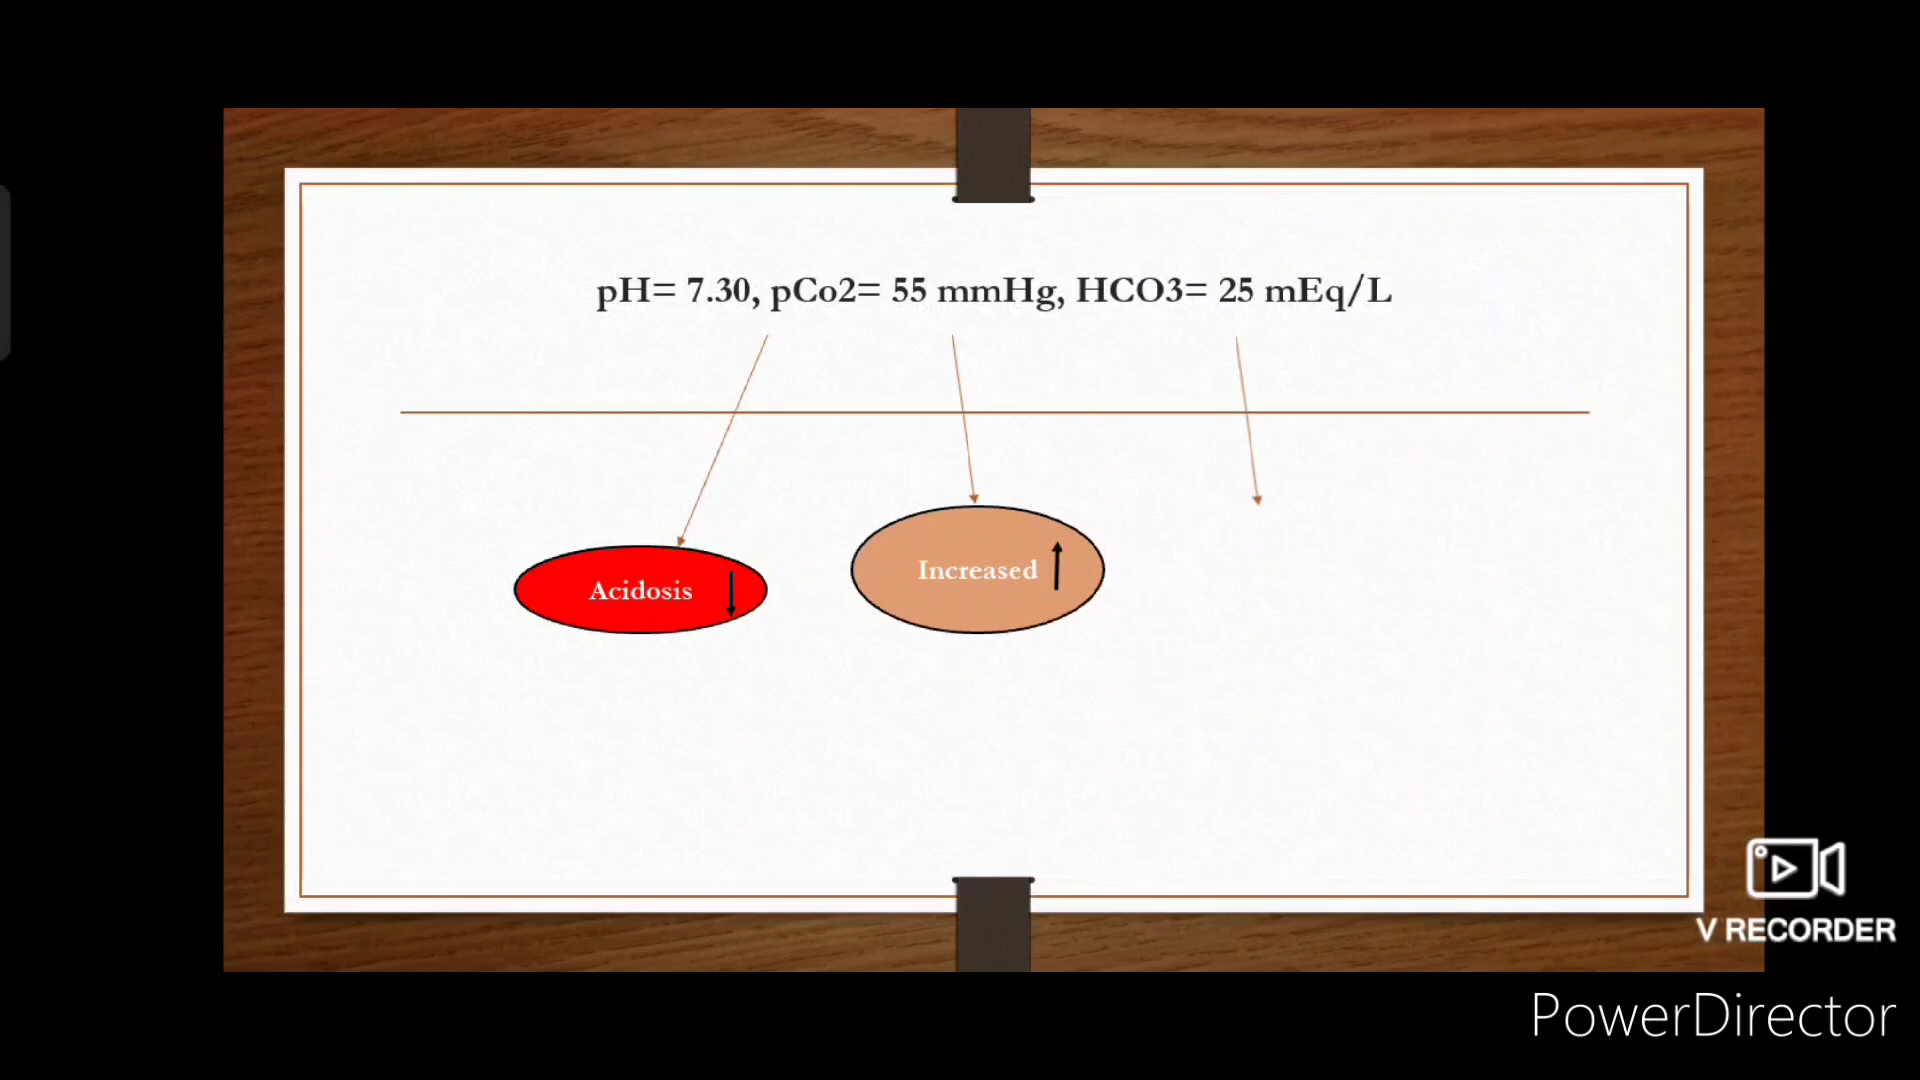 pH= 7.30, pCo2= 55 mmHg, HCO3= 25 mEq/L
Increased
Acidosis
V RECORDER
PowerDirector